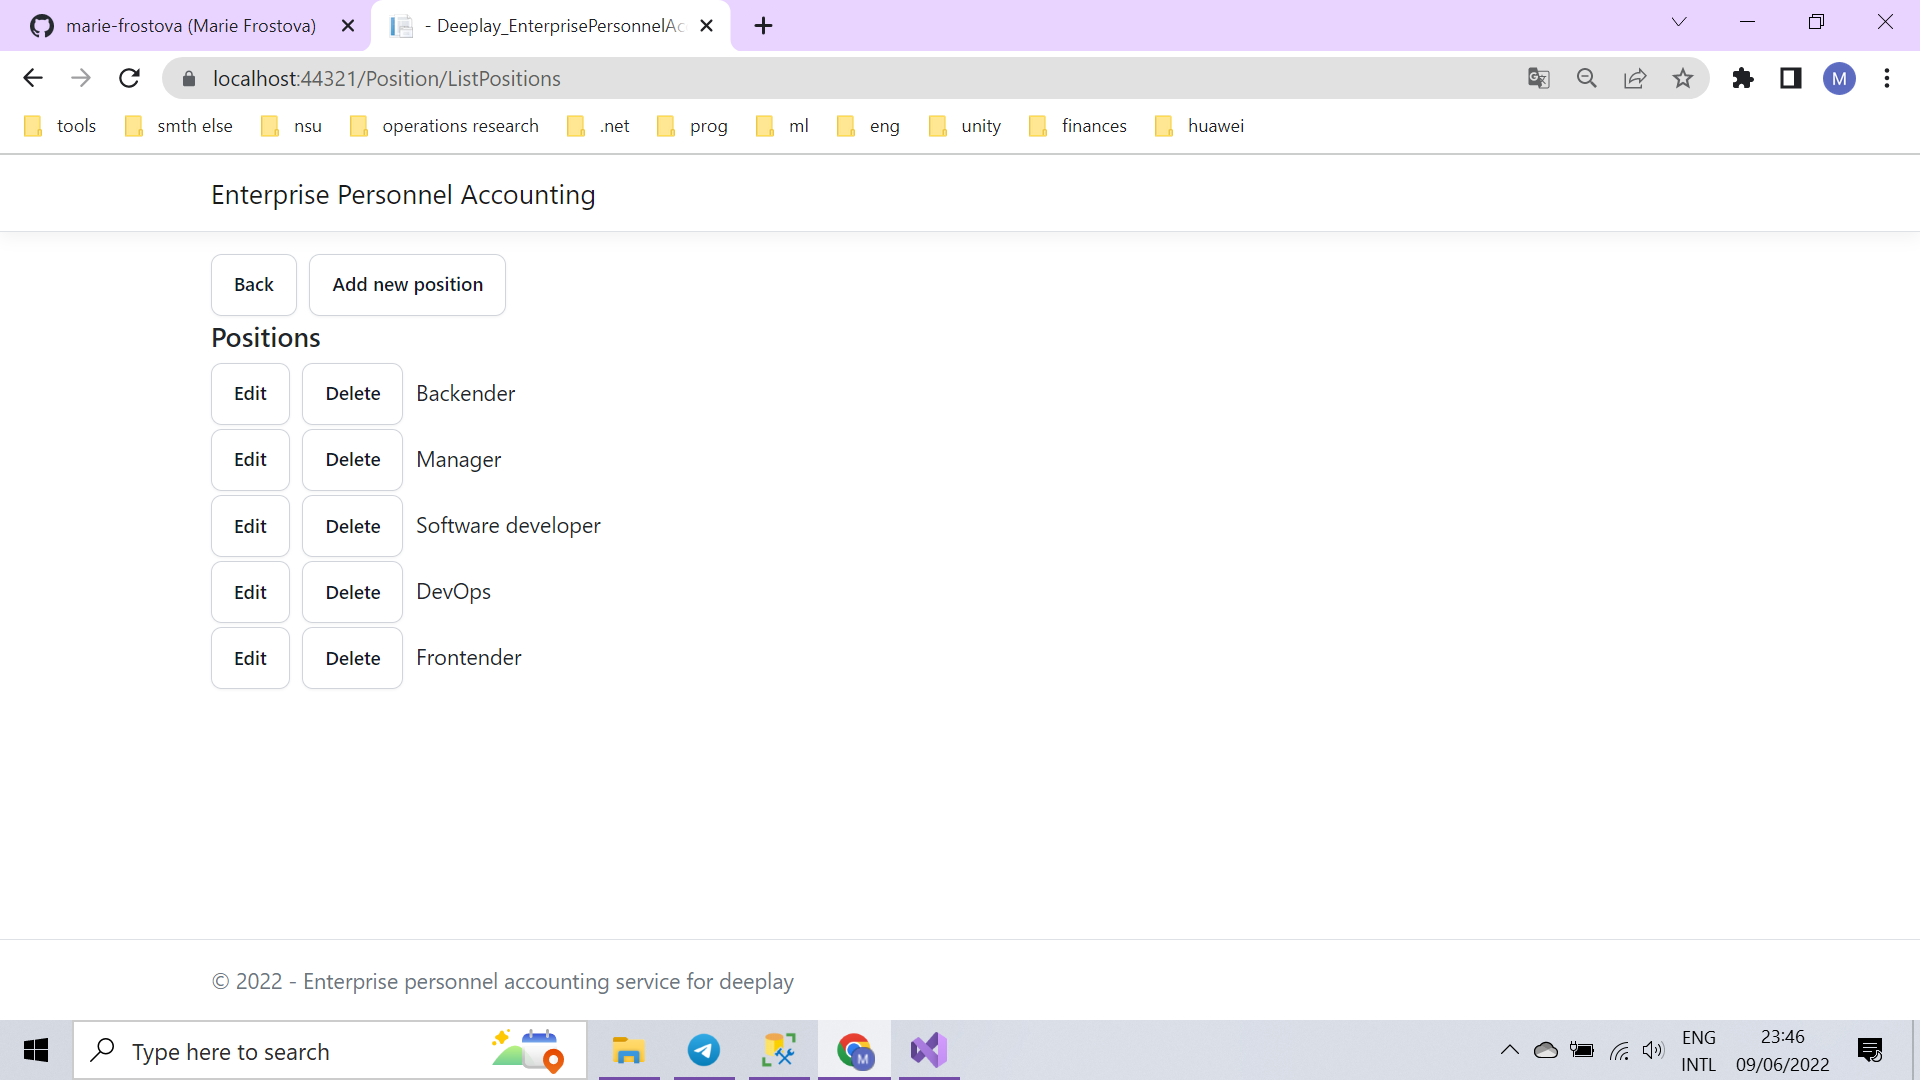 marie-frostova (Marie Frostova)
- Deeplay_EnterprisePersonnelAc
localhost:44321/Position/ListPositions
M
tools smth else nsu operations research .net prog ml eng unity finances huawei
Enterprise Personnel Accounting
Back Add new position
Positions
Edit Delete Backender
Edit Delete Manager
Edit Delete Software developer
Edit Delete DevOps
Edit Delete Frontender
© 2022 - Enterprise personnel accounting service for deeplay
Type here to search
M
ENG 23:46
INTL 09/06/2022